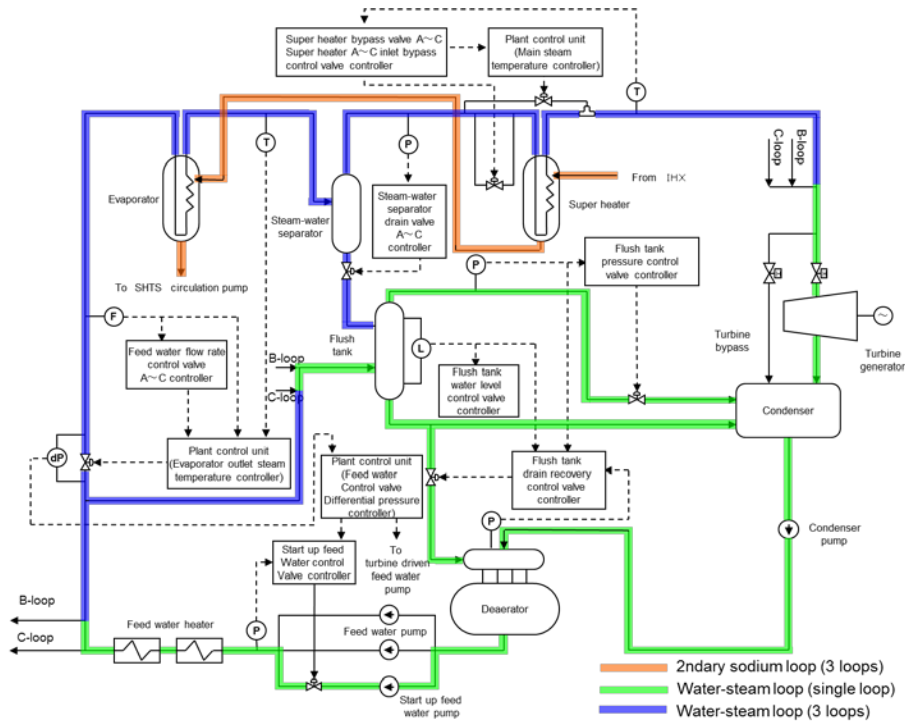 Super heater bypass valve A～C
Super heater A～C inlet bypass
control valve controller
Plant control unit
(Main steam
temperature controller)
T
C-loop
B-loop
T
P
Evaporator
Steam-water
separator
Steam-water
separator
drain valve
A～C
controller
From IHX
Super heater
To SHTS circulation pump
P
Flush tank
pressure control
valve controller
F
Flush
tank
Feed water flow rate
control valve
A～C controller
B-loop
C-loop
L
Flush tank
water level
control valve
controller
Turbine
bypass
～
Turbine
generator
Condenser
dP
Plant control unit
(Evaporator outlet steam
temperature controller)
Plant control unit
(Feed water
Control valve
Differential pressure
controller)
Flush tank
drain recovery
control valve
controller
P
Condenser
pump
Start up feed
Water control
Valve controller
To
turbine driven
feed water
pump
B-loop
C-loop
Feed water heater
P
Feed water pump
Deaerator
Start up feed
water pump
2ndary sodium loop (3 loops)
Water-steam loop (single loop)
Water-steam loop (3 loops)